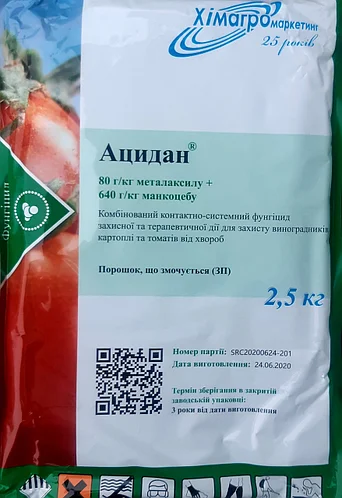 Хімагромаркетинг
25 років
Фунгіцид
Ацидан®
80 г/кг металаксилу +
640 г/кг манкоцебу
Комбінований контактно-системний фунгіцид
захисної та терапевтичної дії для захисту виноградників
картоплі та томатів від хвороб
Порошок, що змочується (ЗП)
2,5 кг
Номер партії: SRC20200624-201
Дата виготовлення: 24.06.2020
Термін зберігання в закритій
заводській упаковці:
3 роки від дати виготовлення